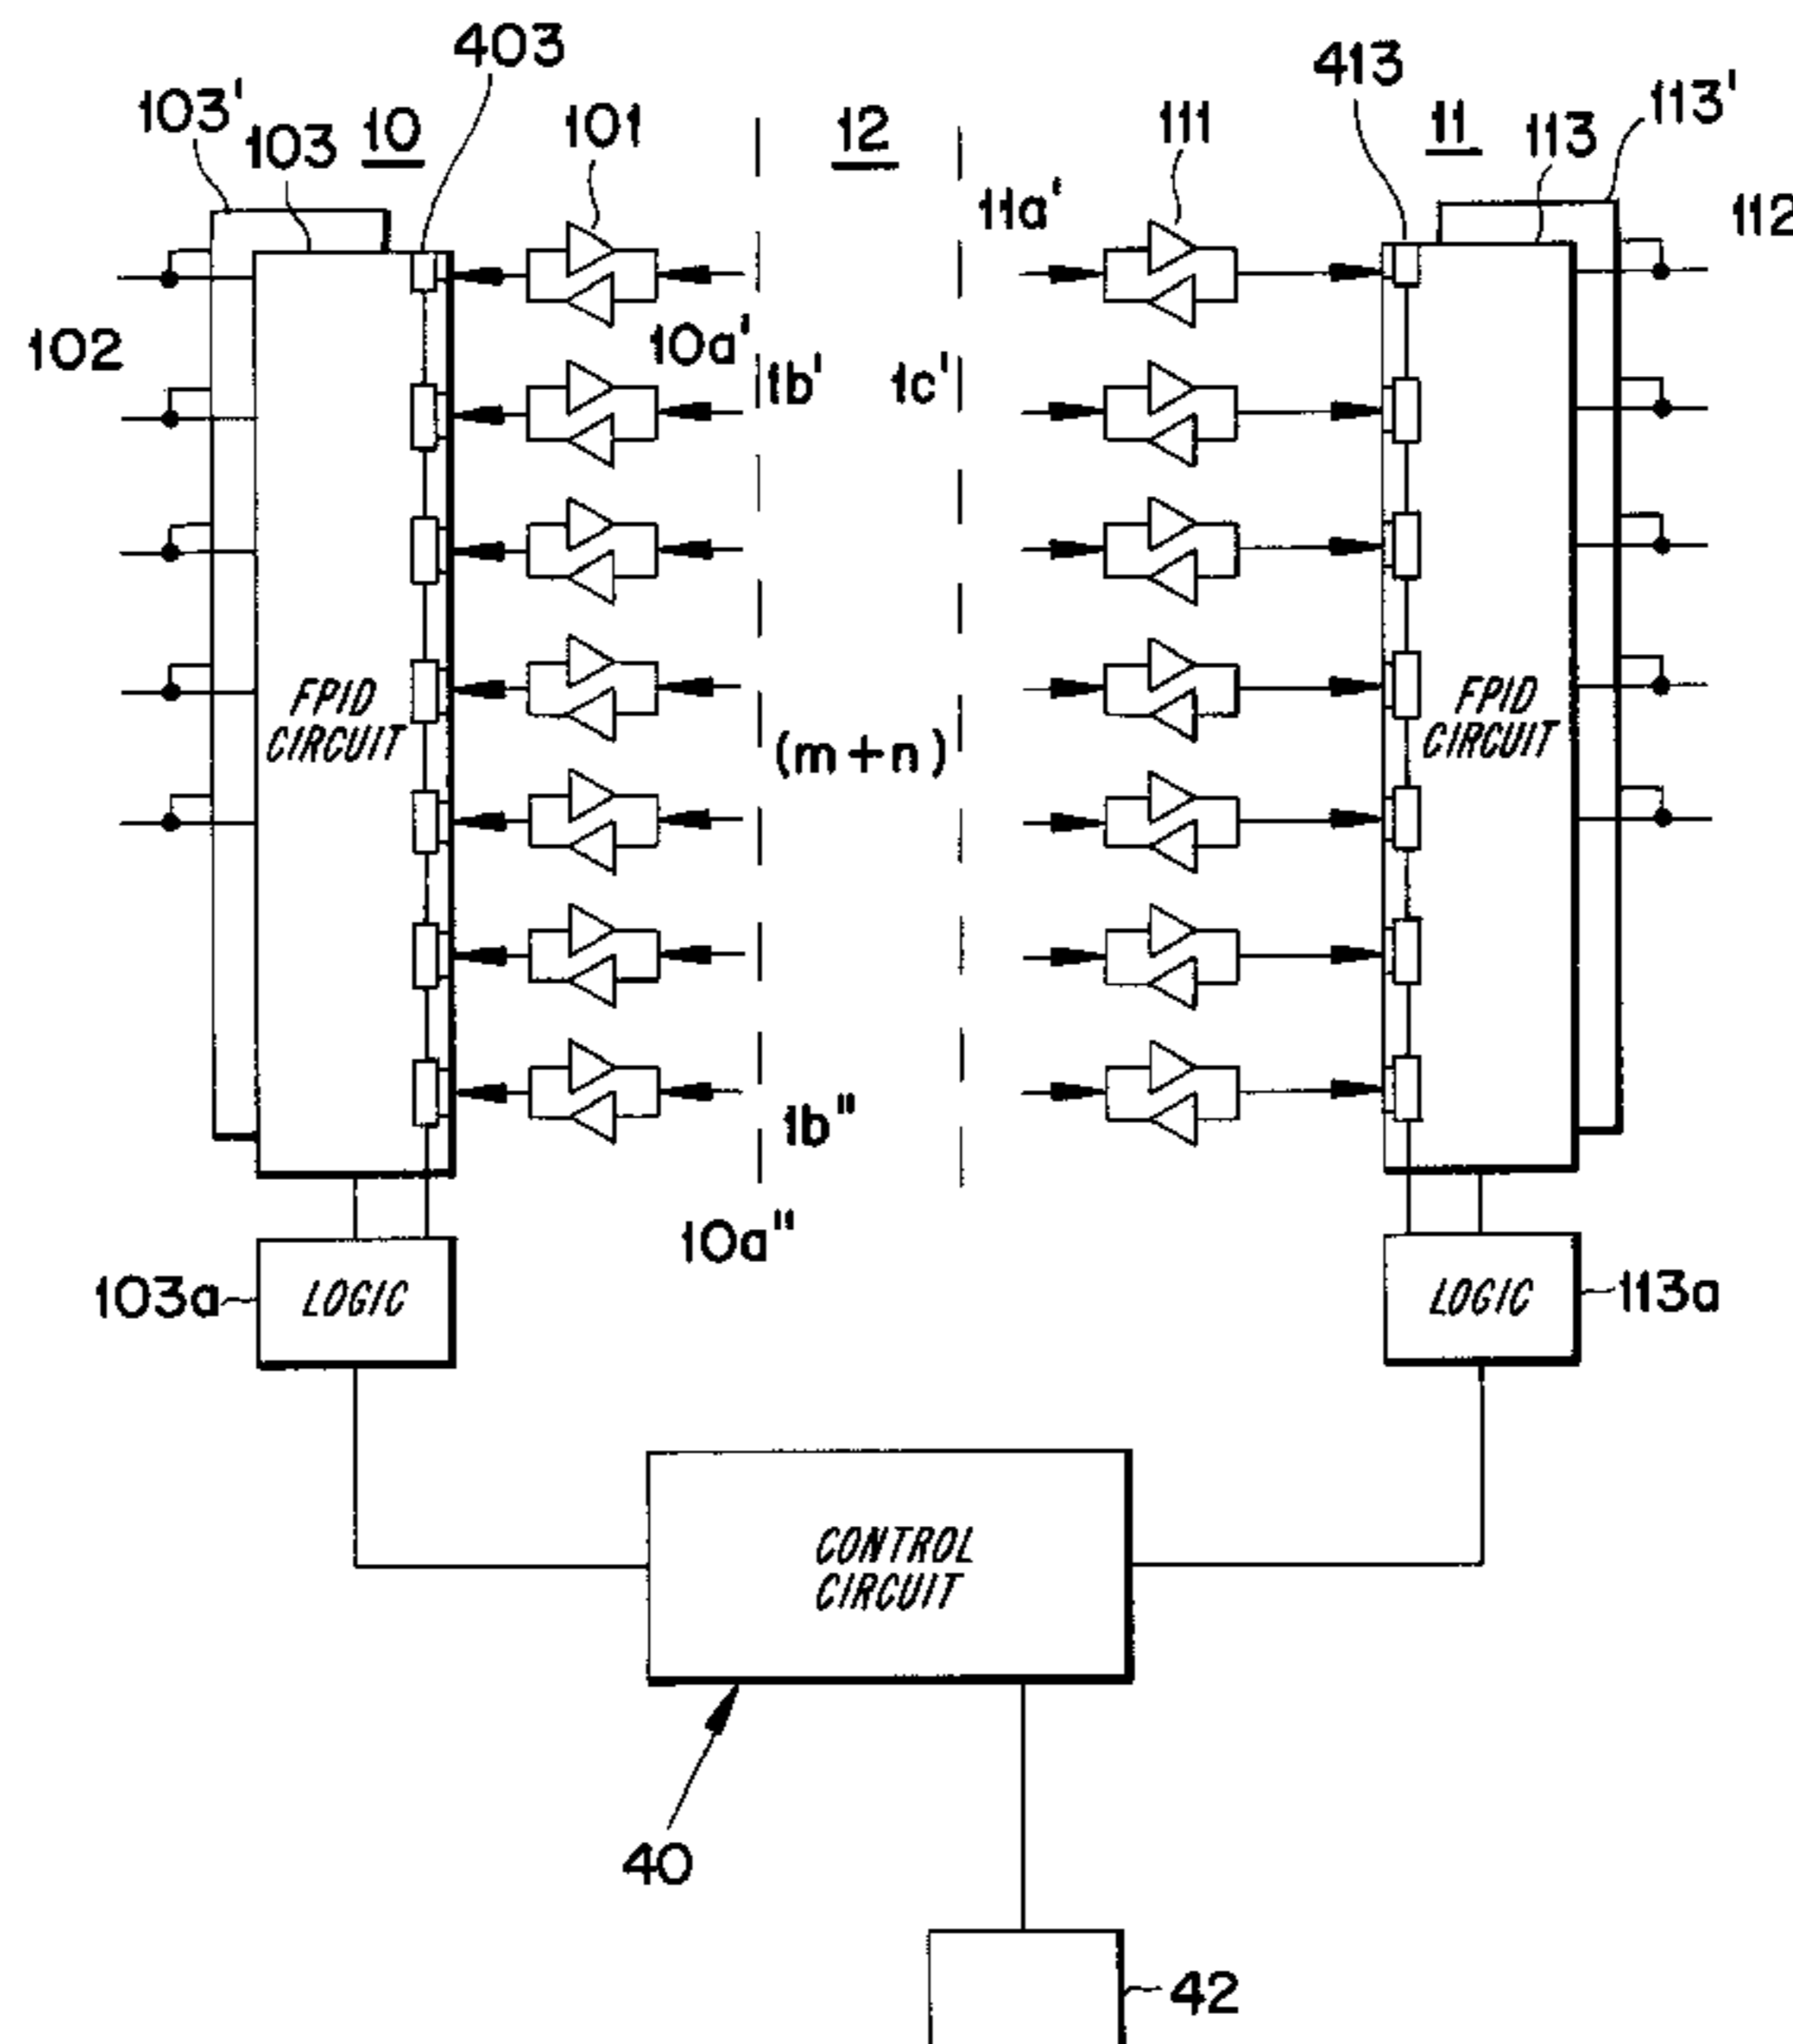 403
413
103'
103
10
101
12
111
11
113
113'
11a'
112
102
10a'
1b'
1c'
FPID
CIRCUIT
FPID
CIRCUIT
(m+n)
1b"
10a"
103a
LOGIC
LOGIC
113a
CONTROL
CIRCUIT
40
42